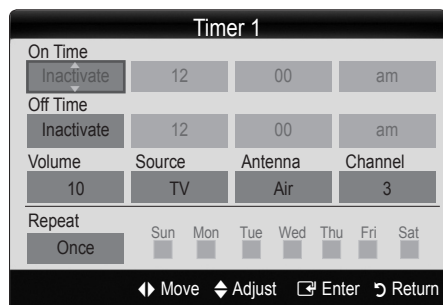 Timer 1
On Time
Inactivate 12 00 am
Off Time
Inactivate 12 00 am
Volume Source Antenna Channel
10 TV Air 3
Repeat Sun Mon Tue Wed Thu Fri Sat
Once
Move Adjust Enter Return